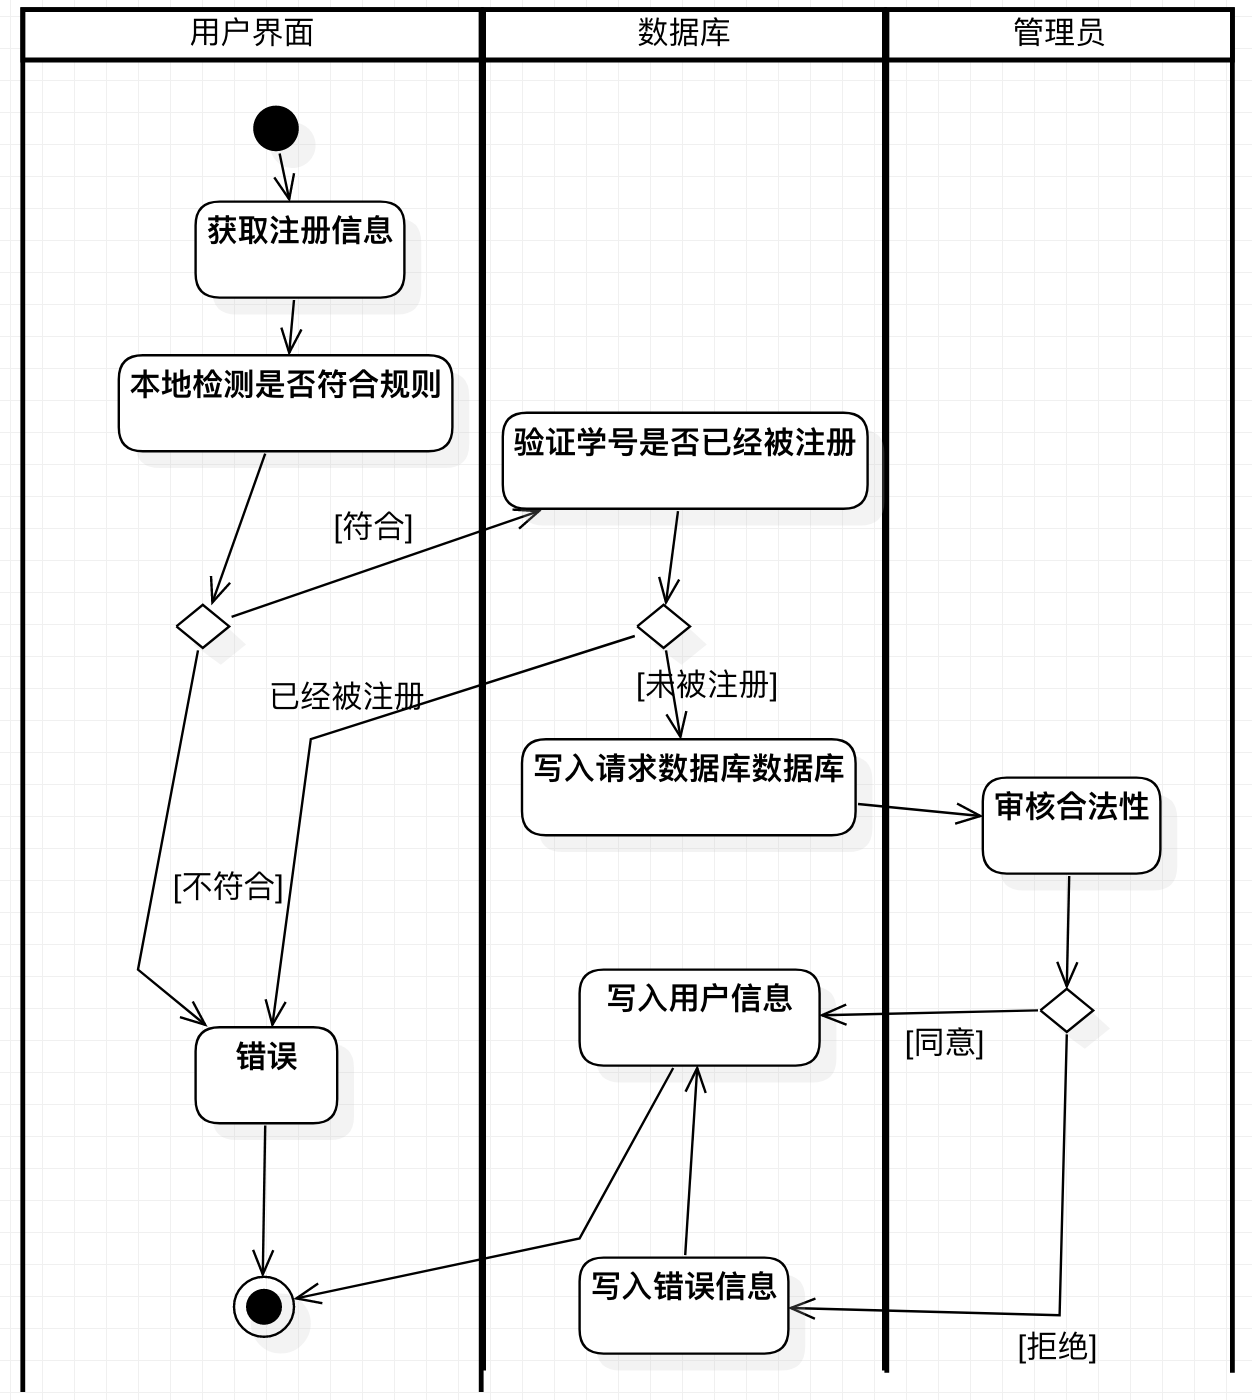 用户界面
数据库
管理员
获取注册信息
本地检测是否符合规则
验证学号是否已经被注册
[符合]
[未被注册]
已经被注册
写入请求数据库数据库
审核合法性
[不符合]
写入用户信息
[同意]
错误
写入错误信息
[拒绝]